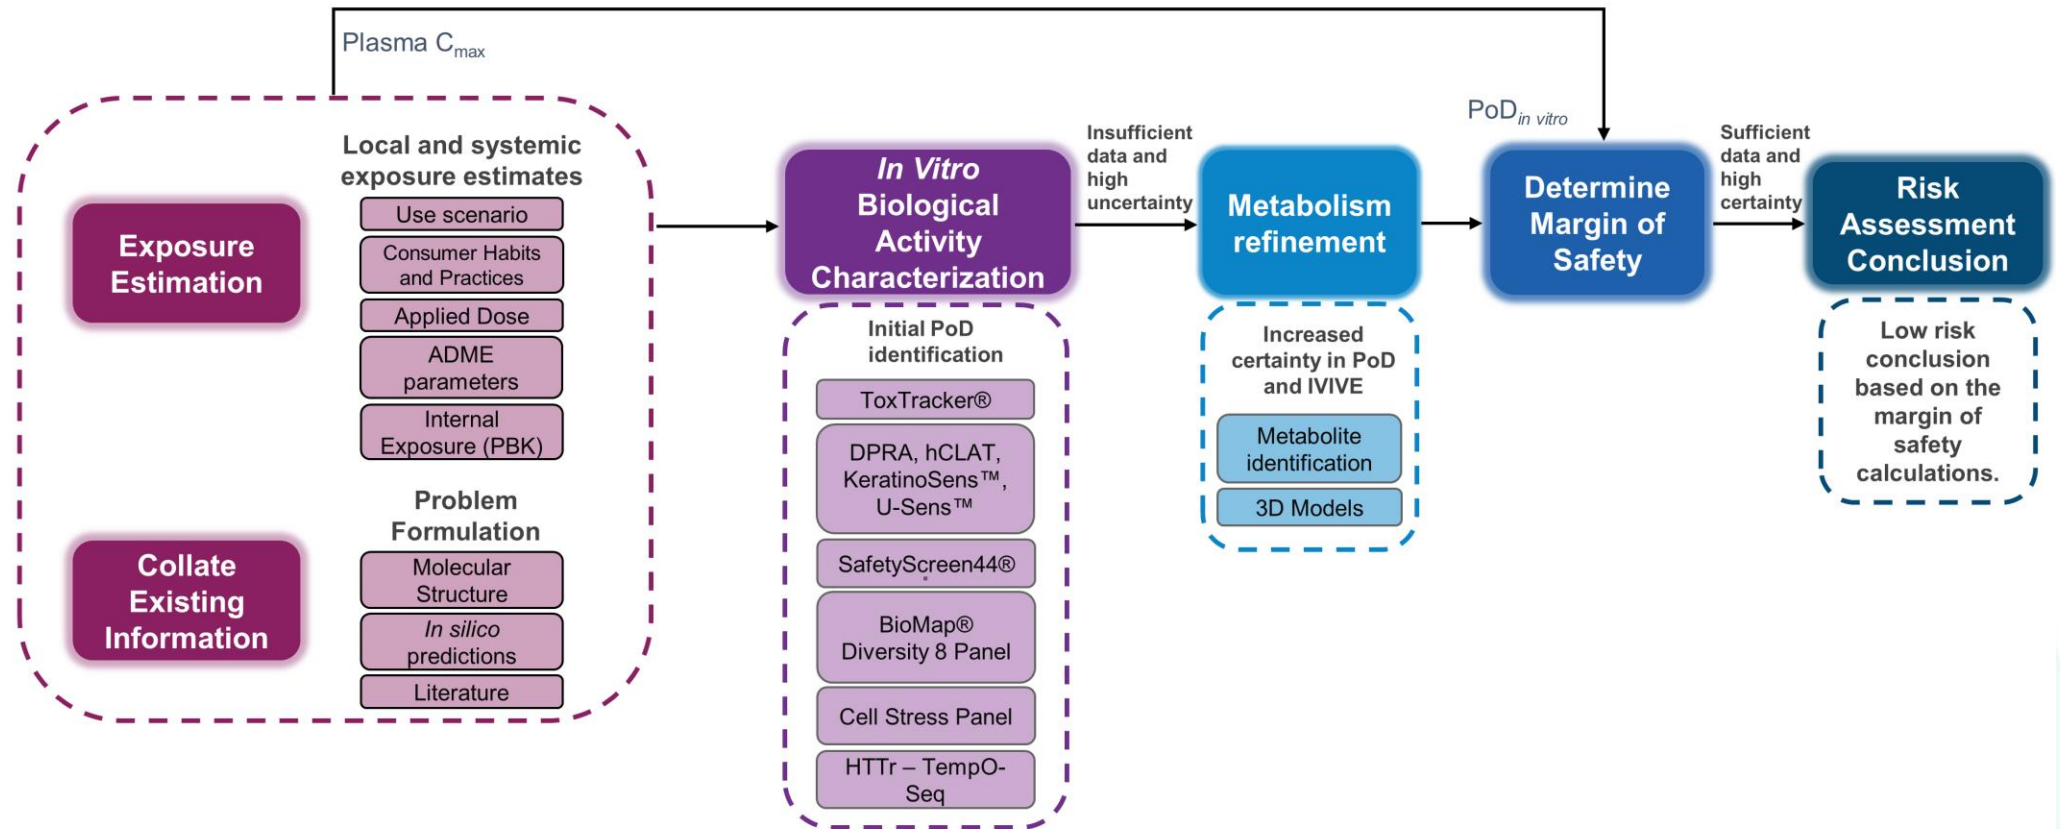 Plasma Cmax
Local and systemic
exposure estimates
Exposure
Estimation
Use scenario
Consumer Habits
and Practices
Applied Dose
ADME
parameters
Internal
Exposure (PBK)
Problem
Formulation
Collate
Existing
Information
Molecular
Structure
In silico
predictions
Literature
In Vitro
Biological
Activity
Characterization
Initial PoD
identification
ToxTracker®
DPRA, hCLAT,
KeratinoSens™,
U-Sens™
SafetyScreen44®
BioMap®
Diversity 8 Panel
Cell Stress Panel
HTTr – TempO-
Seq
Insufficient
data and
high
uncertainty
Metabolism
refinement
Increased
certainty in PoD
and IVIVE
Metabolite
identification
3D Models
PoDin vitro
Determine
Margin of
Safety
Sufficient
data and
high
certainty
Risk
Assessment
Conclusion
Low risk
conclusion
based on the
margin of
safety
calculations.